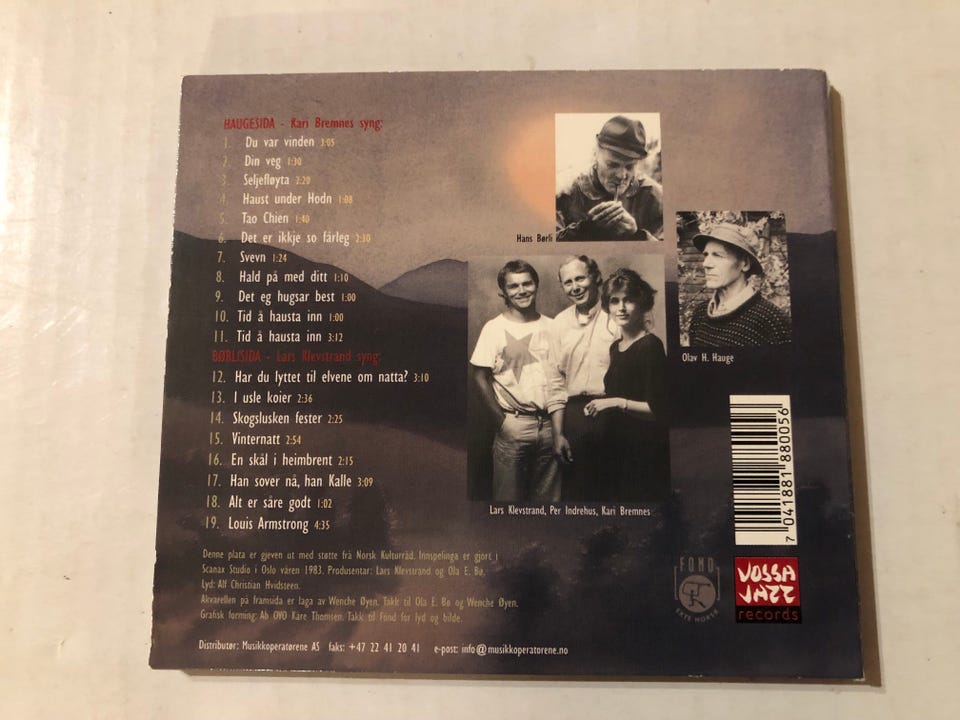 HAUGESIDA - Kari Bremnes syng:
1. Du var vinden 3:05
2. Din veg 1:30
3. Seljefløyta 2:20
4. Haust under Hodn 1:08
5. Tao Chien 1:40
6. Det er ikkje so fårleg 2:30
7. Svevn 1:24
8. Hald på med ditt 1:10
9. Det eg hugsar best 1:00
10. Tid å hausta inn 1:00
11. Tid å hausta inn 3:12
BØRLISIDA - Lars Klevstrand syng:
12. Har du lyttet til elvene om natta? 3:10
13. I usle koier 2:36
14. Skogslusken fester 2:25
15. Vinternatt 2:54
16. En skål i heimbrent 2:15
17. Han sover nå, han Kalle 3:09
18. Alt er såre godt 1:02
19. Louis Armstrong 4:35
Hans Børli
Olav H. Hauge
Lars Klevstrand, Per Indrehus, Kari Bremnes
7 041881 880056
Denne plata er gjeven ut med støtte frå Norsk Kulturråd. Innspelinga er gjort i
Scanax Studio i Oslo våren 1983. Produsentar: Lars Klevstrand og Ola E. Bø.
Lyd: Alf Christian Hvidsteen.
Akvarellen på framsida er laga av Wenche Øyen. Takk til Ola E. Bø og Wenche Øyen.
Grafisk forming: Ab OVO Kåre Thomsen. Takk til Fond for lyd og bilde.
FOND
EKTE NORSK
VOSSA
JAZZ
records
Distributør: Musikkoperatørene AS faks: +47 22 41 20 41 e-post: info@musikkoperatorene.no